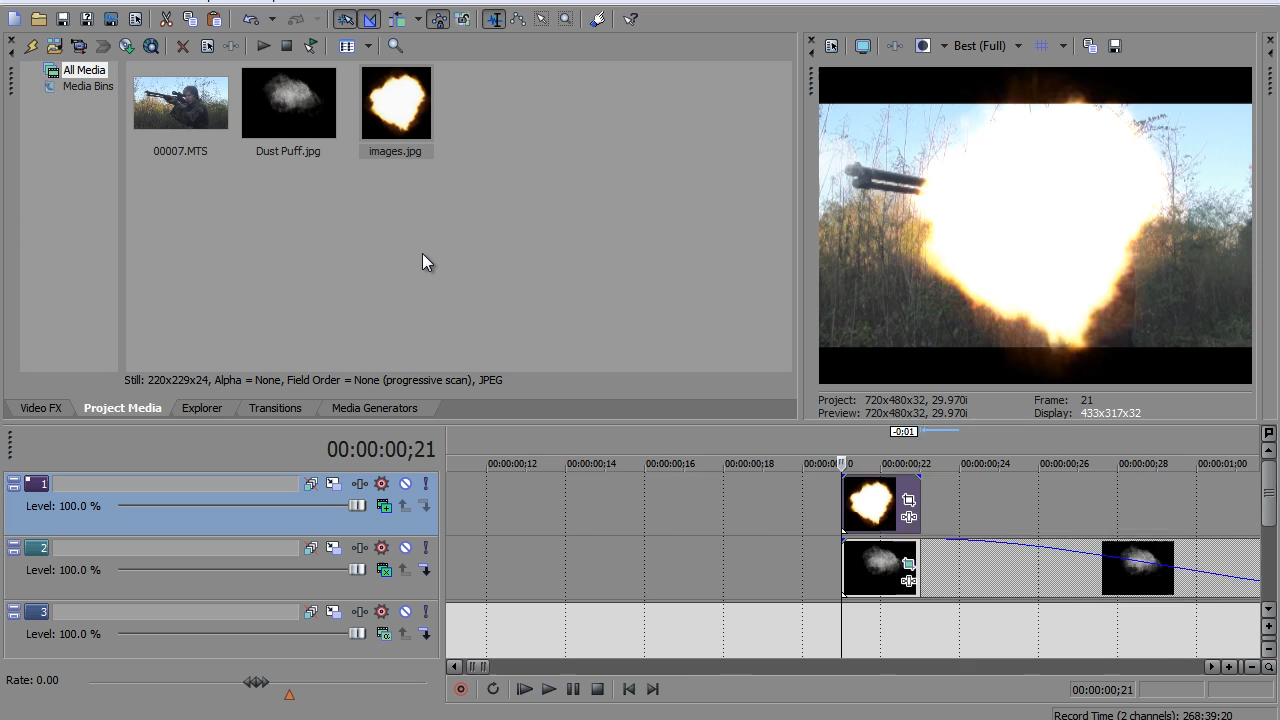 Best (Full)
All Media
Media Bins
00007.MTS
Dust Puff.jpg
images.jpg
Still: 220x229x24, Alpha = None, Field Order = None (progressive scan), JPEG
Video FX
Project Media
Explorer
Transitions
Media Generators
Project: 720x480x32, 29.970i
Frame: 21
Preview: 720x480x32, 29.970i
Display: 433x317x32
-0:01
00:00:00;21
00:00:00;12
00:00:00;14
00:00:00;16
00:00:00;18
00:00:00;22
00:00:00;24
00:00:00;26
00:00:00;28
00:00:01;00
1
Level: 100.0 %
2
Level: 100.0 %
3
Level: 100.0 %
Rate: 0.00
00:00:00;21
Record Time (2 channels): 268:39:20